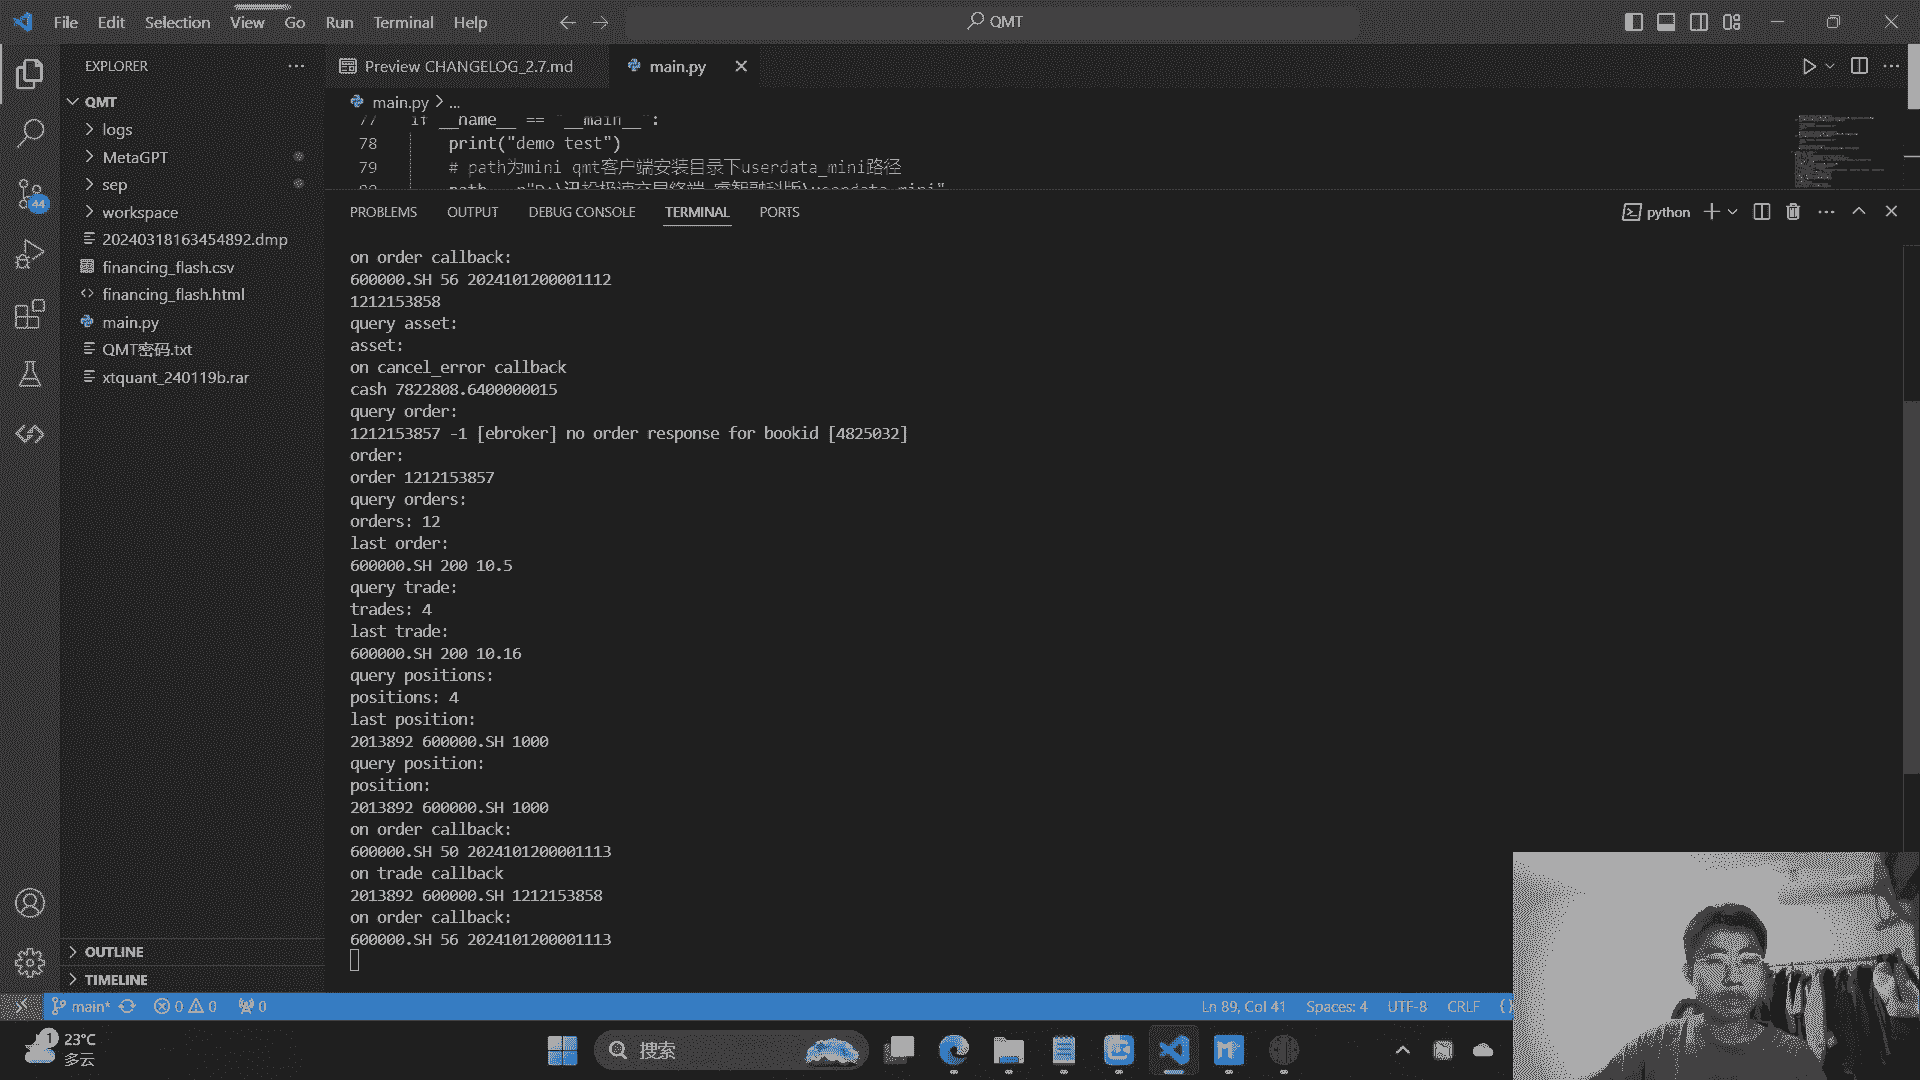 File Edit Selection View Go Run Terminal Help
QMT
EXPLORER
Preview CHANGELOG_2.7.md
main.py
QMT
logs
MetaGPT
sep
workspace
20240318163454892.dmp
financing_flash.csv
financing_flash.html
main.py
QMT密码.txt
xtquant_240119b.rar
OUTLINE
TIMELINE
44
main.py > ...
77 if __name__ == "__main__":
78 print("demo test")
79 # path为mini qmt客户端安装目录下userdata_mini路径
PROBLEMS OUTPUT DEBUG CONSOLE TERMINAL PORTS
python
on order callback:
600000.SH 56 2024101200001112
1212153858
query asset:
asset:
on cancel_error callback
cash 7822808.6400000015
query order:
1212153857 -1 [ebroker] no order response for bookid [4825032]
order:
order 1212153857
query orders:
orders: 12
last order:
600000.SH 200 10.5
query trade:
trades: 4
last trade:
600000.SH 200 10.16
query positions:
positions: 4
last position:
2013892 600000.SH 1000
query position:
position:
2013892 600000.SH 1000
on order callback:
600000.SH 50 2024101200001113
on trade callback
2013892 600000.SH 1212153858
on order callback:
600000.SH 56 2024101200001113
main* 0 0 0
Ln 89, Col 41 Spaces: 4 UTF-8 CRLF {
1
23°C
多云
搜索